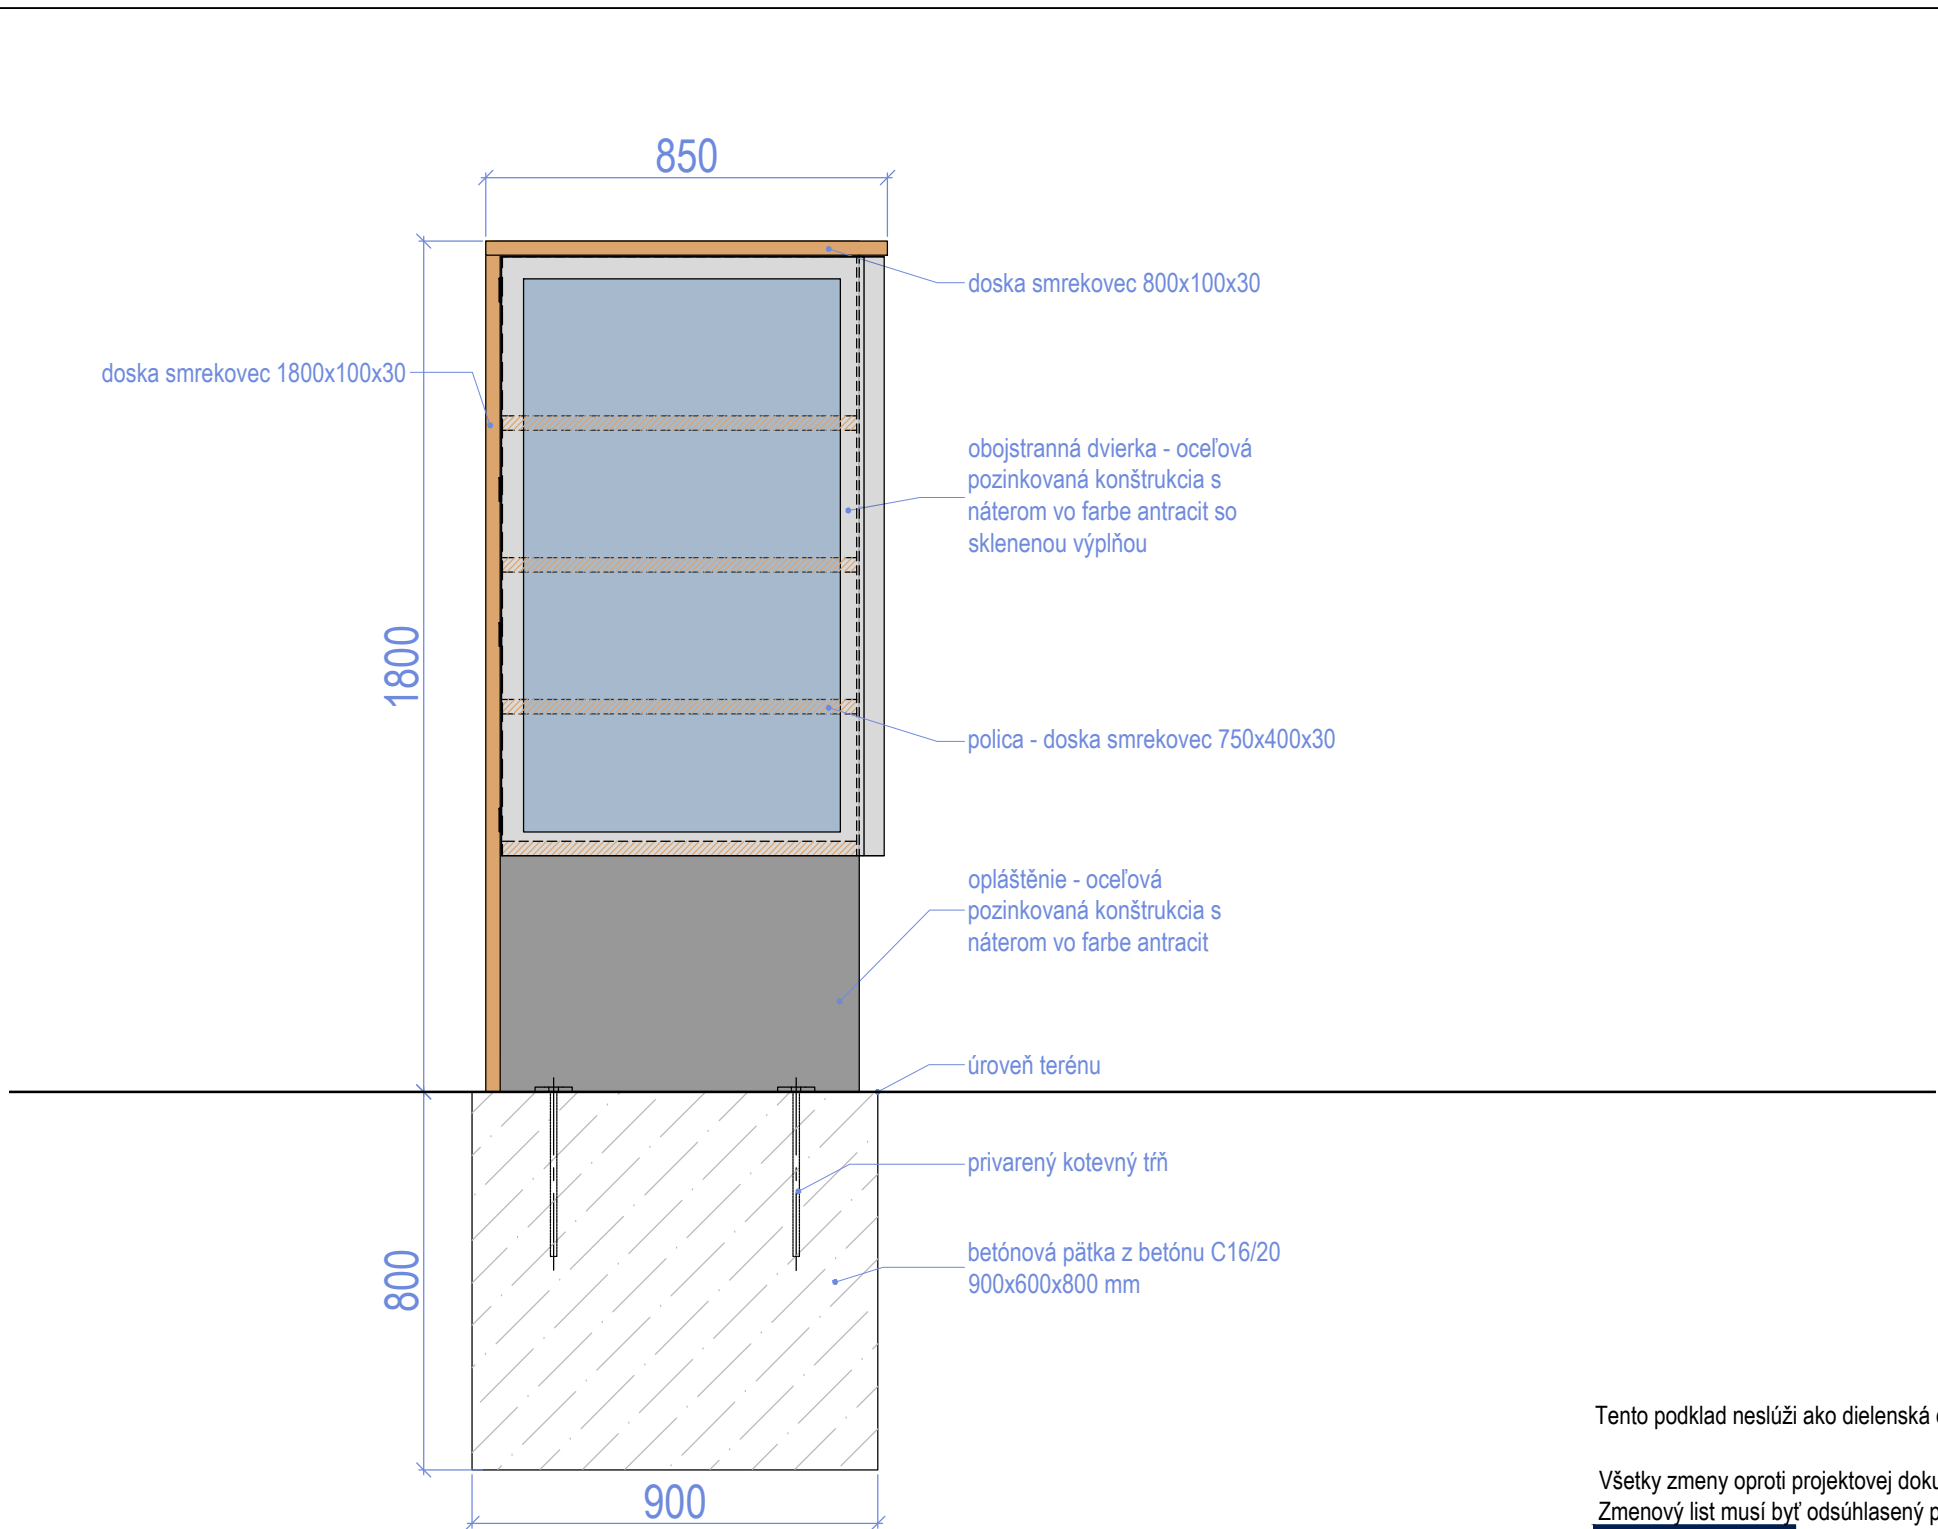 850
doska smrekovec 800x100x30
doska smrekovec 1800x100x30
obojstranná dvierka - oceľová
pozinkovaná konštrukcia s
náterom vo farbe antracit so
sklenenou výplňou
1800
polica - doska smrekovec 750x400x30
opláštěnie - oceľová
pozinkovaná konštrukcia s
náterom vo farbe antracit
úroveň terénu
privarený kotevný tŕň
betónová pätka z betónu C16/20
900x600x800 mm
800
900
Tento podklad neslúži ako dielenská
Všetky zmeny oproti projektovej doku
Zmenový list musí byť odsúhlasený p